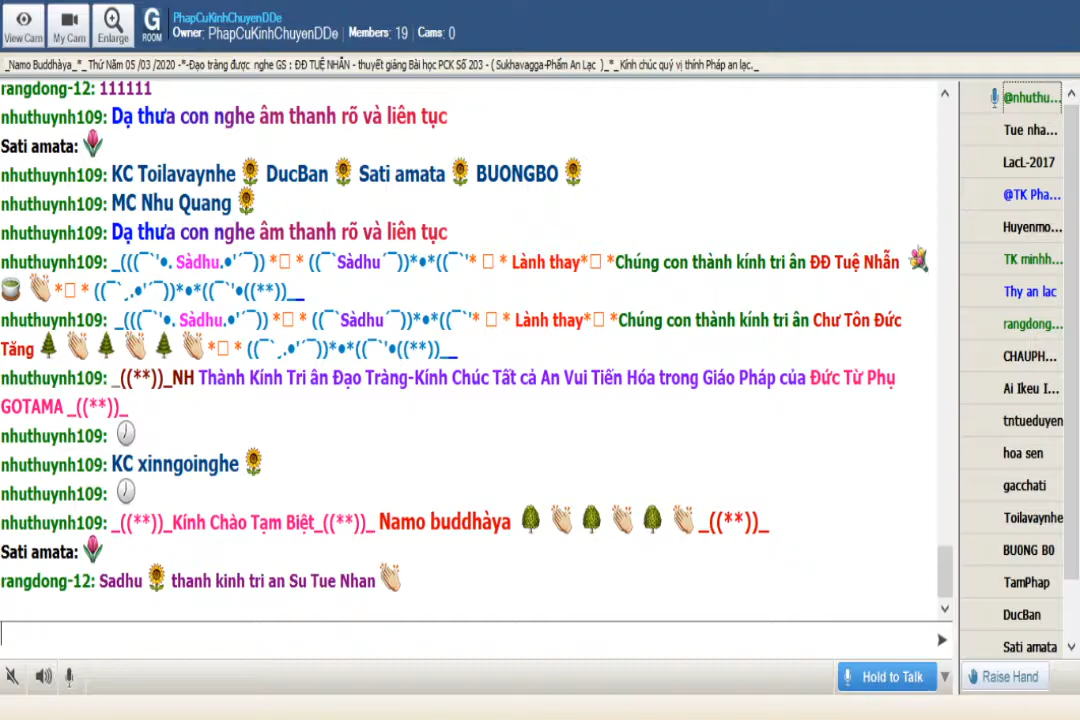 View Cam
My Cam
Enlarge
G ROOM
PhapCuKinhChuyenDDe
Owner: PhapCuKinhChuyenDDe | Members: 19 | Cams: 0
_Namo Buddhàya_*_ Thứ Năm 05 /03 /2020 -*-Đạo tràng được nghe GS : ĐĐ TUỆ NHẪN - thuyết giảng Bài học PCK Số 203 - ( Sukhavagga-Phẩm An Lạc )_*_Kính chúc quý vị thính Pháp an lạc._
rangdong-12: 111111
nhuthuynh109: Dạ thưa con nghe âm thanh rõ và liên tục
Sati amata: 🌷
nhuthuynh109: KC Toilavaynhe 🌻 DucBan 🌻 Sati amata 🌻 BUONGBO 🌻
nhuthuynh109: MC Nhu Quang 🌻
nhuthuynh109: Dạ thưa con nghe âm thanh rõ và liên tục
nhuthuynh109: _(((¯`'•. Sàdhu.•'´¯)) *▯ * ((¯`Sàdhu´¯))*•*((¯`'* ▯ * Lành thay*▯ *Chúng con thành kính tri ân ĐĐ Tuệ Nhẫn 💐
🍵 👏 *▯ * ((¯`¸.•'´¯))*•*((¯`'•((**))__
nhuthuynh109: _(((¯`'•. Sàdhu.•'´¯)) *▯ * ((¯`Sàdhu´¯))*•*((¯`'* ▯ * Lành thay*▯ *Chúng con thành kính tri ân Chư Tôn Đức
Tăng 🌲 👏 🌲 👏 🌲 👏 *▯ * ((¯`¸.•'´¯))*•*((¯`'•((**))__
nhuthuynh109: _((**))_NH Thành Kính Tri ân Đạo Tràng-Kính Chúc Tất cả An Vui Tiến Hóa trong Giáo Pháp của Đức Từ Phụ
GOTAMA _((**))_
nhuthuynh109: 🕖
nhuthuynh109: KC xinngoinghe 🌻
nhuthuynh109: 🕖
nhuthuynh109: _((**))_Kính Chào Tạm Biệt_((**))_ Namo buddhàya 🌳 👏 🌳 👏 🌳 👏 _((**))_
Sati amata: 🌷
rangdong-12: Sadhu 🌻 thanh kinh tri an Su Tue Nhan 👏
@nhuthu...
Tue nha...
LacL-2017
@TK Pha...
Huyenmo...
TK minhh...
Thy an lac
rangdong...
CHAUPH...
Ai Ikeu I...
tntueduyen
hoa sen
gacchati
Toilavaynhe
BUONG BO
TamPhap
DucBan
Sati amata
Hold to Talk
Raise Hand